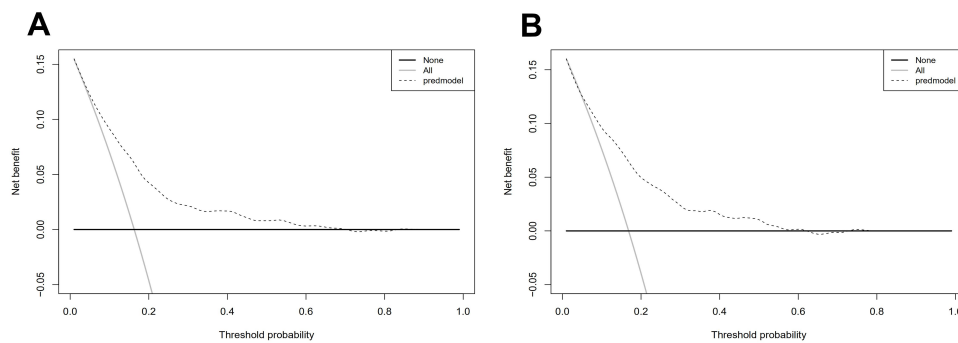 A
None
All
predmodel
0.15
0.10
0.05
0.00
−0.05
Net benefit
0.0 0.2 0.4 0.6 0.8 1.0
Threshold probability
B
None
All
predmodel
0.15
0.10
0.05
0.00
−0.05
Net benefit
0.0 0.2 0.4 0.6 0.8
Threshold probability